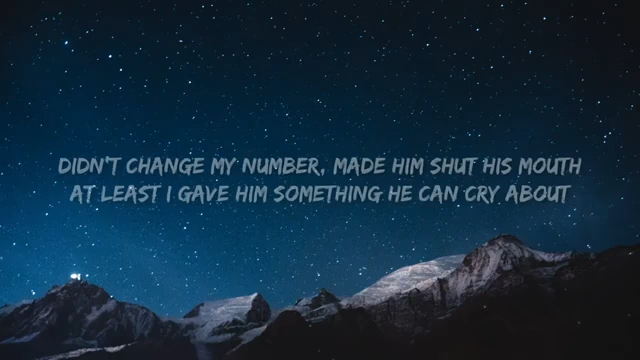 DIDN'T CHANGE MY NUMBER, MADE HIM SHUT HIS MOUTH
AT LEAST I GAVE HIM SOMETHING HE CAN CRY ABOUT